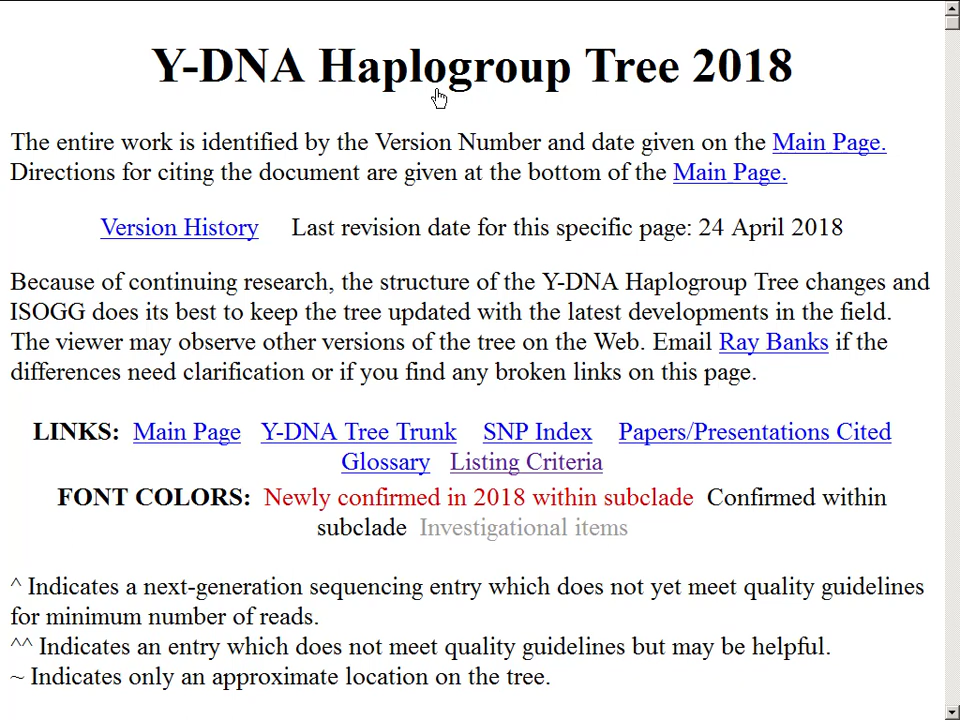 Y-DNA Haplogroup Tree 2018
The entire work is identified by the Version Number and date given on the Main Page.
Directions for citing the document are given at the bottom of the Main Page.
Version History Last revision date for this specific page: 24 April 2018
Because of continuing research, the structure of the Y-DNA Haplogroup Tree changes and
ISOGG does its best to keep the tree updated with the latest developments in the field.
The viewer may observe other versions of the tree on the Web. Email Ray Banks if the
differences need clarification or if you find any broken links on this page.
LINKS: Main Page Y-DNA Tree Trunk SNP Index Papers/Presentations Cited
Glossary Listing Criteria
FONT COLORS: Newly confirmed in 2018 within subclade Confirmed within
subclade Investigational items
^ Indicates a next-generation sequencing entry which does not yet meet quality guidelines
for minimum number of reads.
^^ Indicates an entry which does not meet quality guidelines but may be helpful.
~ Indicates only an approximate location on the tree.